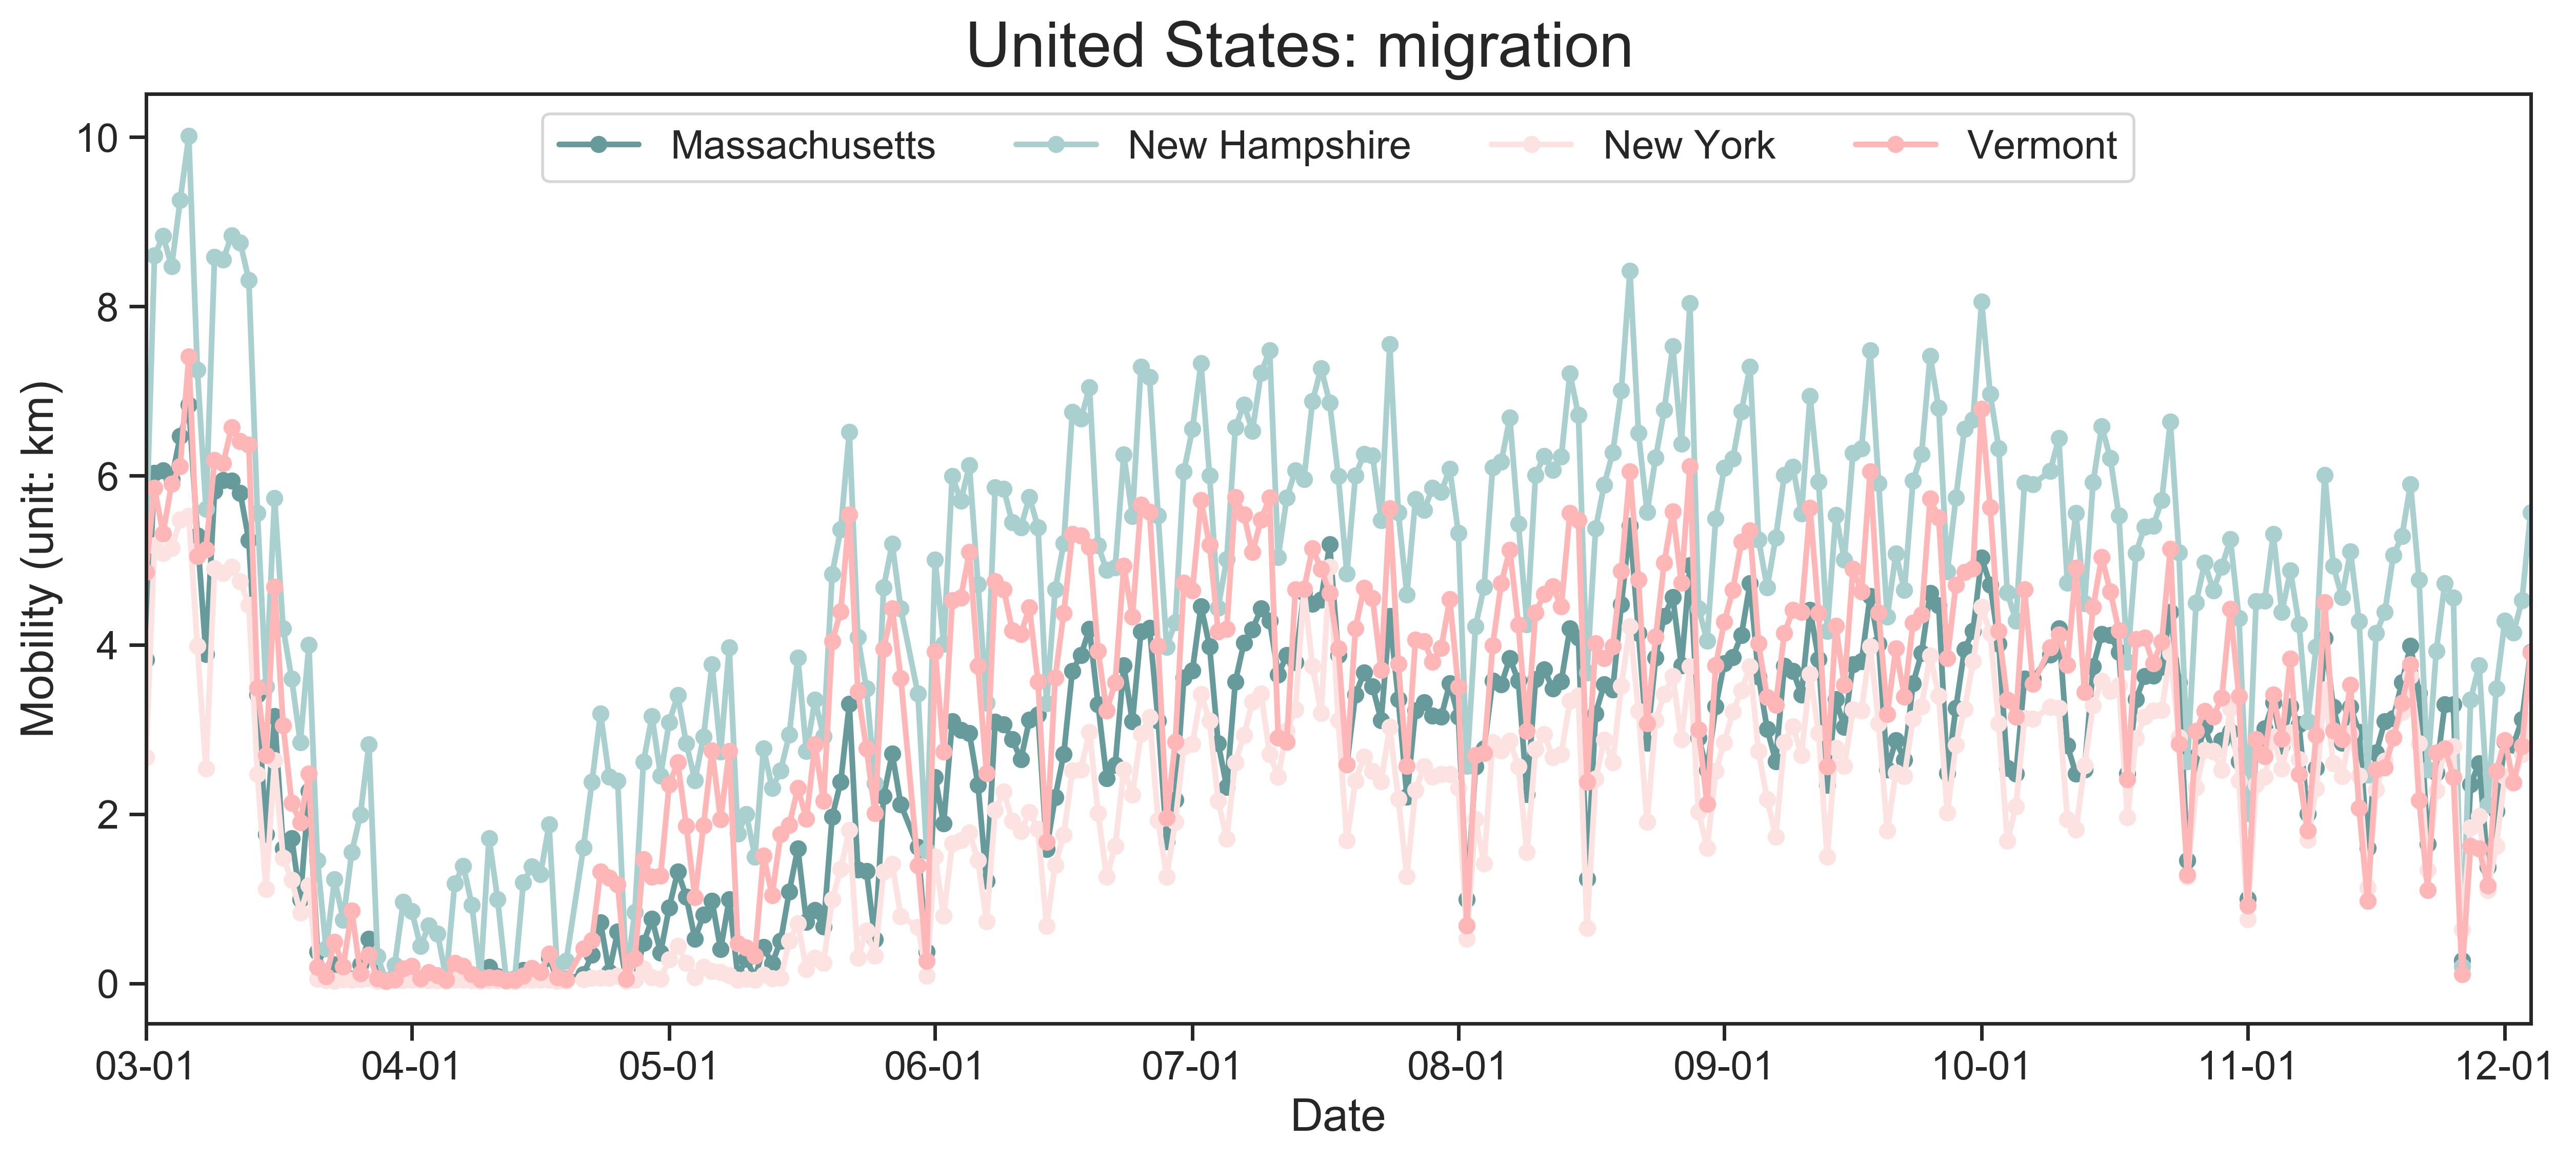 United States: migration
Massachusetts New Hampshire New York Vermont
10
8
6
4
2
0
Mobility (unit: km)
03-01 04-01 05-01 06-01 07-01 08-01 09-01 10-01 11-01 12-01
Date